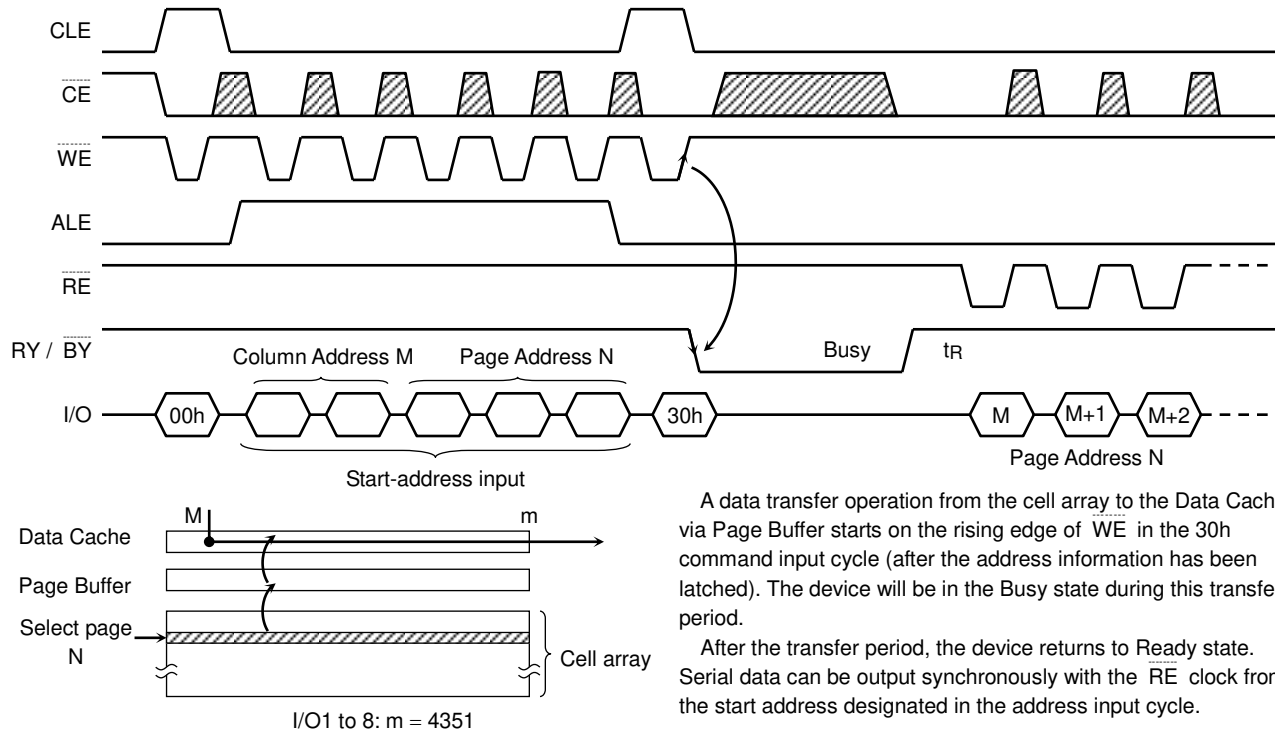 CLE
CE
WE
ALE
RE
RY / BY
Busy
tR
Column Address M
Page Address N
I/O
00h
30h
M
M+1
M+2
Start-address input
Page Address N
M
m
Data Cache
Page Buffer
Select page
N
Cell array
I/O1 to 8: m = 4351
A data transfer operation from the cell array to the Data Cach
via Page Buffer starts on the rising edge of WE in the 30h
command input cycle (after the address information has been
latched). The device will be in the Busy state during this transfe
period.
After the transfer period, the device returns to Ready state.
Serial data can be output synchronously with the RE clock from
the start address designated in the address input cycle.